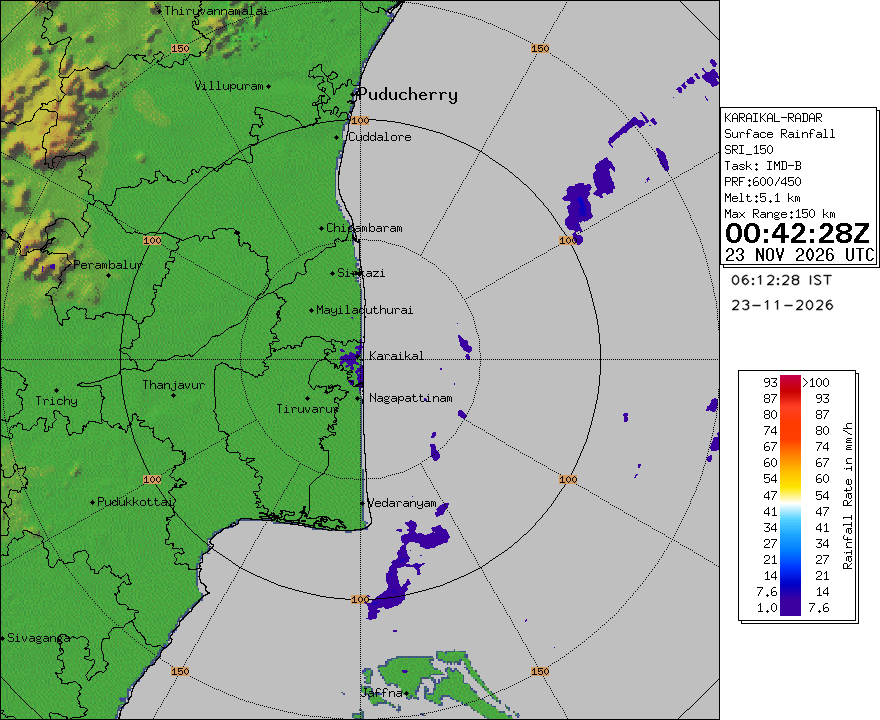 Thiruvannamalai
150
150
Villupuram
Puducherry
100
Cuddalore
KARAIKAL-RADAR
Surface Rainfall
SRI_150
Task: IMD-B
PRF:600/450
Melt:5.1 km
Max Range:150 km
00:42:28Z
23 NOV 2026 UTC
Chidambaram
100
100
Perambalur
Sirkazi
06:12:28 IST
23-11-2026
Mayiladuthurai
Karaikal
Thanjavur
Trichy
Tiruvarur
Nagapattinam
93 >100
87 93
80 87
74 80
67 74
60 67
54 60
47 54
41 47
34 41
27 34
21 27
14 21
7.6 14
1.0 7.6
Rainfall Rate in mm/h
100
100
Pudukkottai
Vedaranyam
100
Sivaganga
150
150
Jaffna